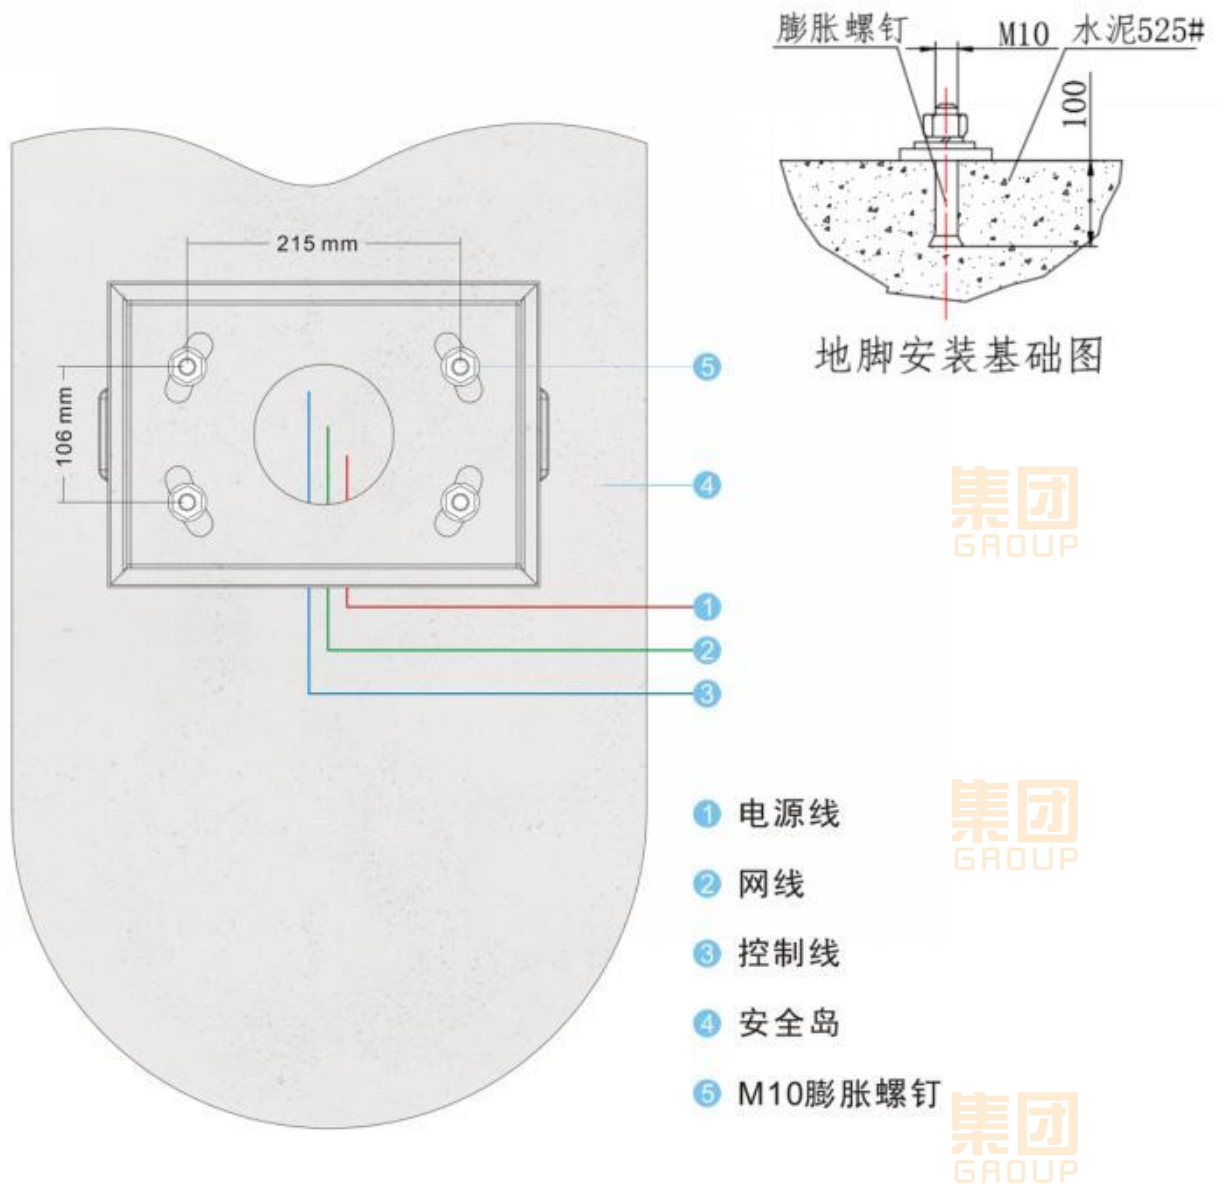 膨胀螺钉 M10 水泥525#
100
地脚安装基础图
215 mm
106 mm
5
4
1
2
3
1 电源线
2 网线
3 控制线
4 安全岛
5 M10膨胀螺钉
集团
GROUP
集团
GROUP
集团
GROUP